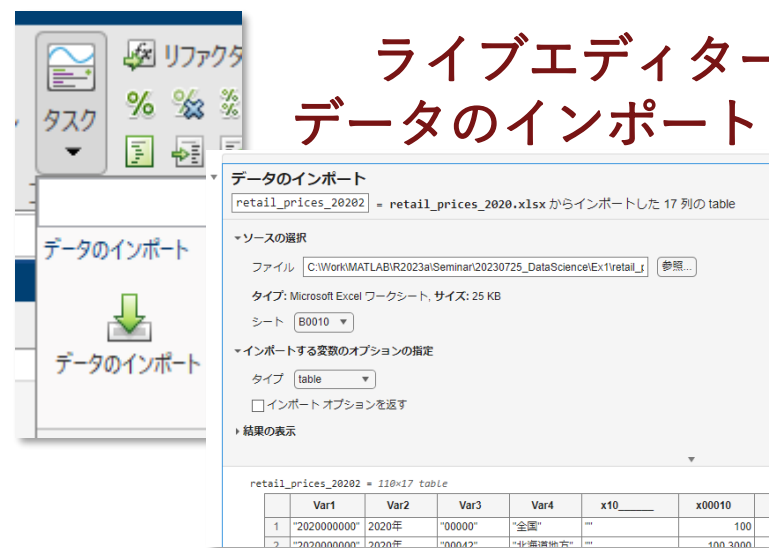 ライブエディター
データのインポート
タスク
リファクタ
データのインポート
データのインポート
データのインポート
retail_prices_20202 = retail_prices_2020.xlsx からインポートした 17 列の table
ソースの選択
ファイル C:\Work\MATLAB\R2023a\Seminar\20230725_DataScience\Ex1\retail_p 参照...
タイプ: Microsoft Excel ワークシート, サイズ: 25 KB
シート B0010
インポートする変数のオプションの指定
タイプ table
インポート オプションを返す
結果の表示
retail_prices_20202 = 110×17 table
Var1 Var2 Var3 Var4 x10______ x00010
1 "2020000000" 2020年 "00000" "全国" "" 100
2 "2020000000" 2020年 "00042" "北海道地方" "" 100.3000